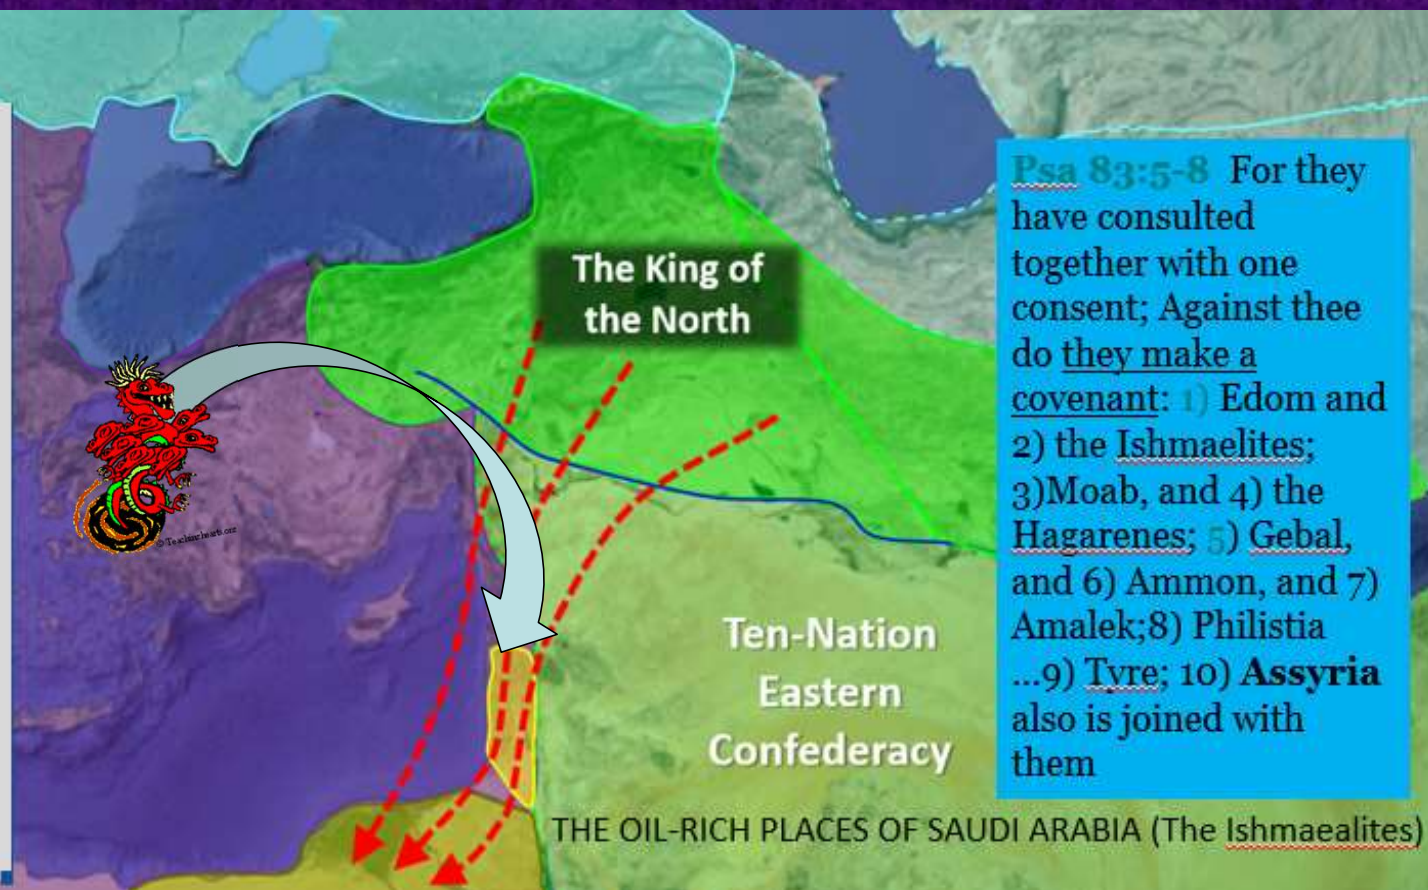 The King of
the North
© Teachinghearts.org
Ten-Nation
Eastern
Confederacy
THE OIL-RICH PLACES OF SAUDI ARABIA (The Ishmaealites)
Psa 83:5-8 For they
have consulted
together with one
consent; Against thee
do they make a
covenant: 1) Edom and
2) the Ishmaelites;
3)Moab, and 4) the
Hagarenes; 5) Gebal,
and 6) Ammon, and 7)
Amalek;8) Philistia
...9) Tyre; 10) Assyria
also is joined with
them